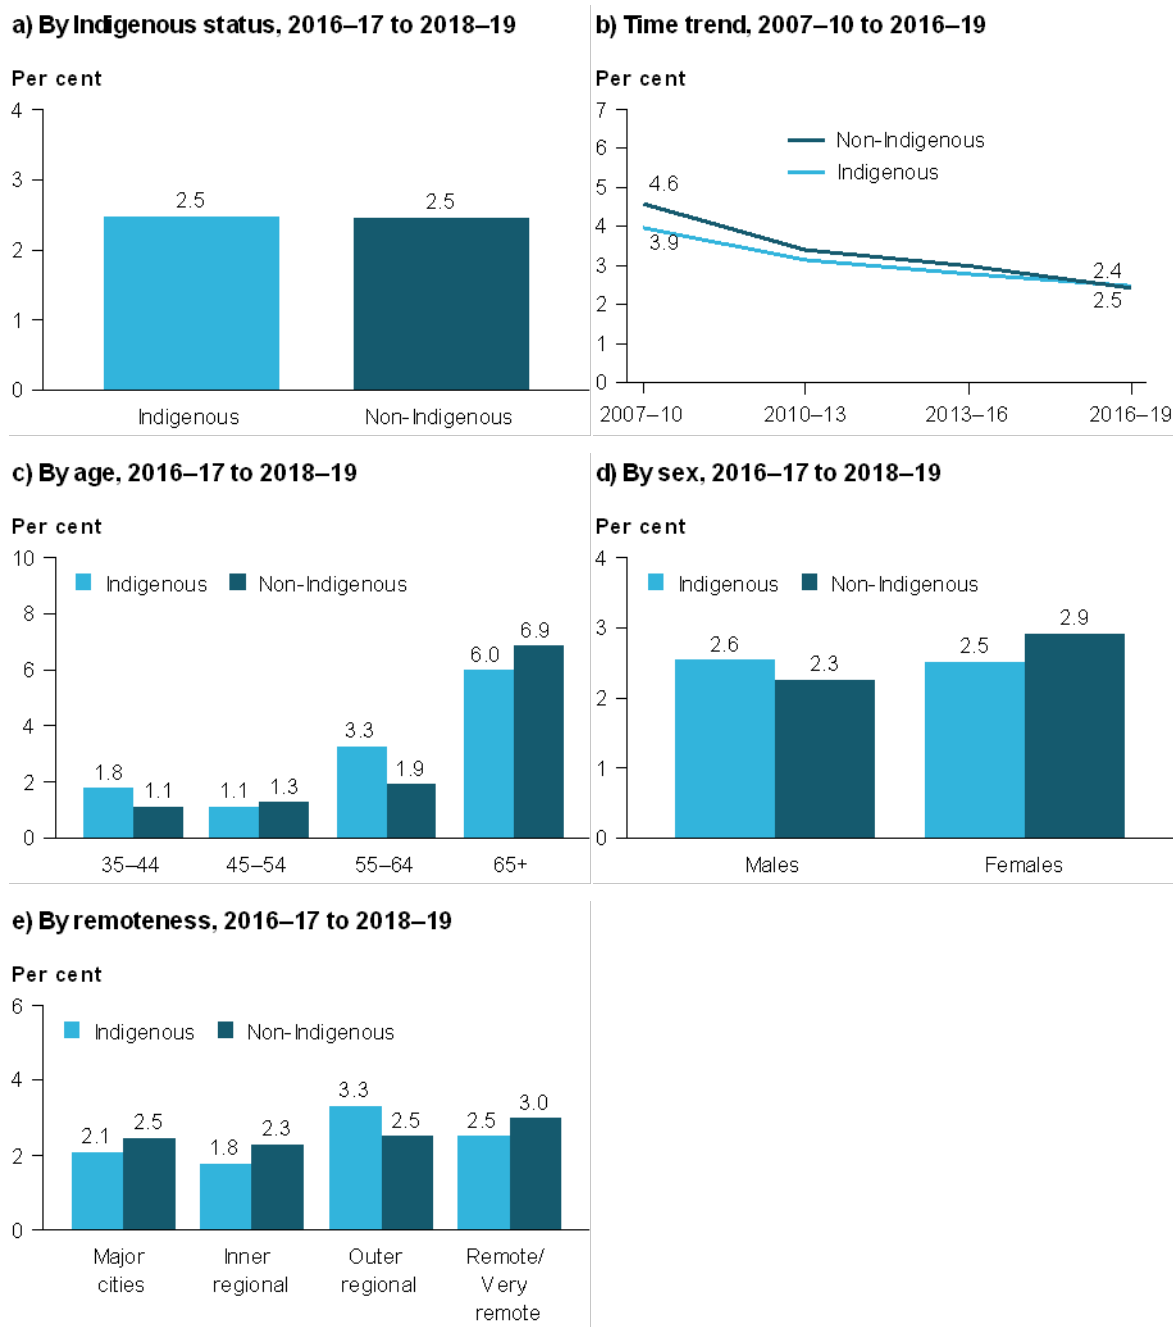 a) By Indigenous status, 2016–17 to 2018–19
Per cent
4
3
2
1
0
2.5
2.5
Indigenous
Non-Indigenous
b) Time trend, 2007–10 to 2016–19
Per cent
7
6
5
4
3
2
1
0
Non-Indigenous
Indigenous
4.6
3.9
2.4
2.5
2007–10
2010–13
2013–16
2016–19
c) By age, 2016–17 to 2018–19
Per cent
10
8
6
4
2
0
Indigenous
Non-Indigenous
1.8
1.1
1.1
1.3
3.3
1.9
6.0
6.9
35–44
45–54
55–64
65+
d) By sex, 2016–17 to 2018–19
Per cent
4
3
2
1
0
Indigenous
Non-Indigenous
2.6
2.3
2.5
2.9
Males
Females
e) By remoteness, 2016–17 to 2018–19
Per cent
6
4
2
0
Indigenous
Non-Indigenous
2.1
2.5
1.8
2.3
3.3
2.5
2.5
3.0
Major
cities
Inner
regional
Outer
regional
Remote/
Very
remote